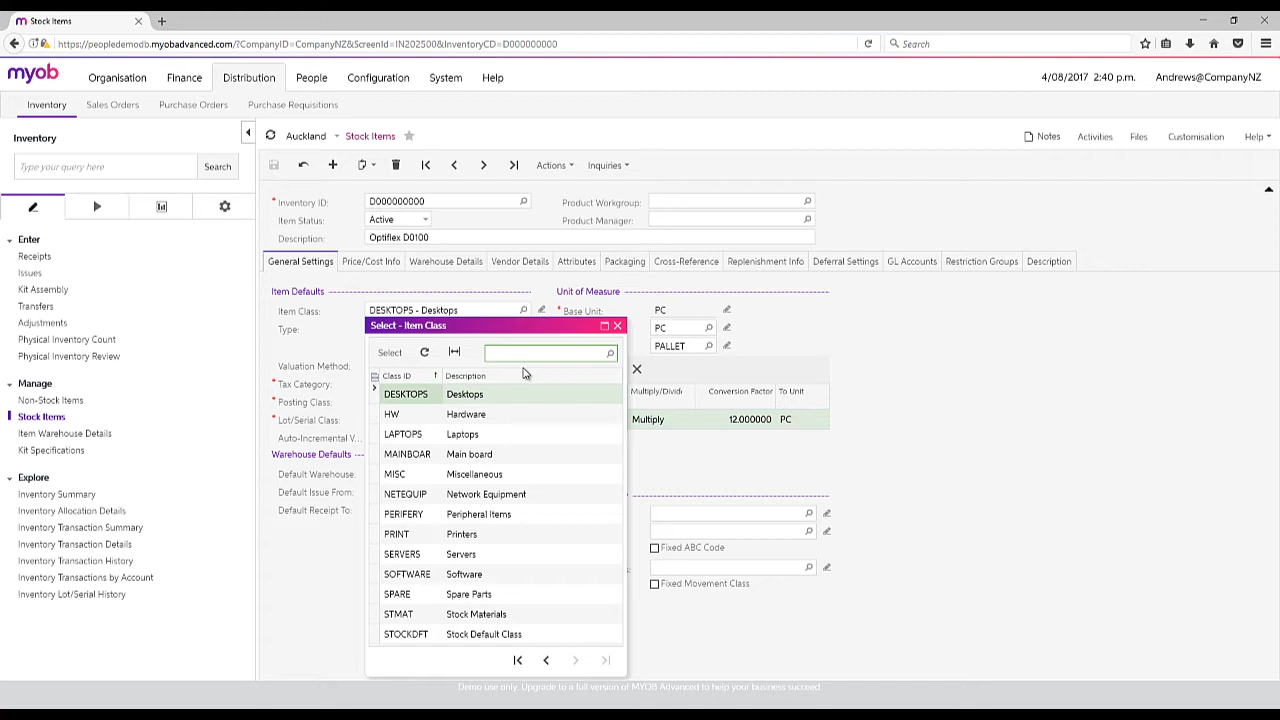 Stock Items
https://peopledemodb.myobadvanced.com/?CompanyID=CompanyNZ&ScreenId=IN202500&InventoryCD=D000000000
Search
myob
Organisation Finance Distribution People Configuration System Help
4/08/2017 2:40 p.m. Andrews@CompanyNZ
Inventory Sales Orders Purchase Orders Purchase Requisitions
Inventory
Type your query here Search
Enter
Receipts
Issues
Kit Assembly
Transfers
Adjustments
Physical Inventory Count
Physical Inventory Review
Manage
Non-Stock Items
Stock Items
Item Warehouse Details
Kit Specifications
Explore
Inventory Summary
Inventory Allocation Details
Inventory Transaction Summary
Inventory Transaction Details
Inventory Transaction History
Inventory Transactions by Account
Inventory Lot/Serial History
Auckland Stock Items
Notes Activities Files Customisation Help
Actions Inquiries
* Inventory ID: D000000000 Product Workgroup:
Item Status: Active Product Manager:
Description: Optiflex D0100
General Settings Price/Cost Info Warehouse Details Vendor Details Attributes Packaging Cross-Reference Replenishment Info Deferral Settings GL Accounts Restriction Groups Description
Item Defaults Unit of Measure
Item Class: DESKTOPS - Desktops * Base Unit: PC
Type: PC
PALLET
Valuation Method:
* Tax Category:
* Posting Class:
* Lot/Serial Class:
Auto-Incremental V...
Warehouse Defaults
Default Warehouse:
Default Issue From:
Default Receipt To:
Multiply/Dividi Conversion Factor To Unit
Multiply 12.000000 PC
Fixed ABC Code
Fixed Movement Class
Select - Item Class
Select
Class ID Description
DESKTOPS Desktops
HW Hardware
LAPTOPS Laptops
MAINBOAR Main board
MISC Miscellaneous
NETEQUIP Network Equipment
PERIFERY Peripheral Items
PRINT Printers
SERVERS Servers
SOFTWARE Software
SPARE Spare Parts
STMAT Stock Materials
STOCKDFT Stock Default Class
Demo use only. Upgrade to a full version of MYOB Advanced to help your business succeed.